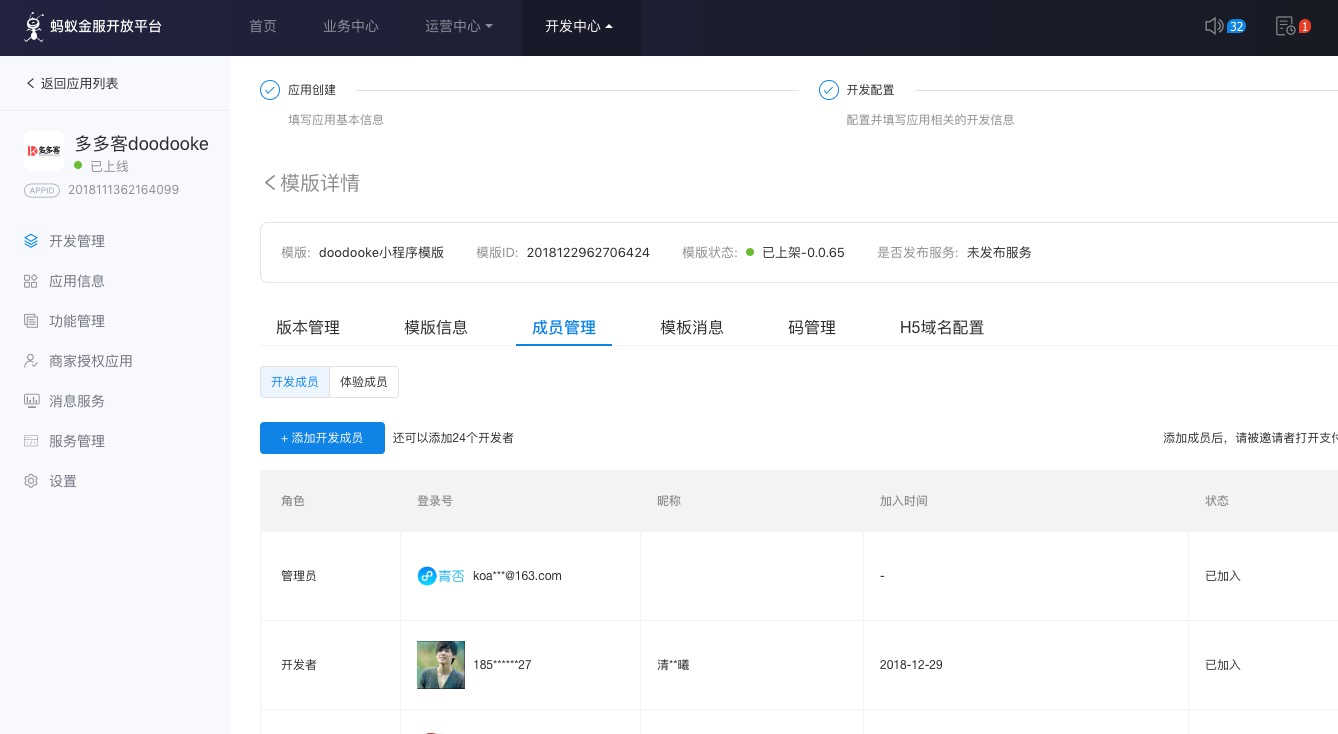 蚂蚁金服开放平台
首页
业务中心
运营中心
开发中心
32
1
返回应用列表
多多客
多多客doodooke
已上线
APPID 2018111362164099
开发管理
应用信息
功能管理
商家授权应用
消息服务
服务管理
设置
应用创建
填写应用基本信息
开发配置
配置并填写应用相关的开发信息
模版详情
模版: doodooke小程序模版 模版ID: 2018122962706424 模版状态: 已上架-0.0.65 是否发布服务: 未发布服务
版本管理 模版信息 成员管理 模板消息 码管理 H5域名配置
开发成员 体验成员
+ 添加开发成员 还可以添加24个开发者
添加成员后，请被邀请者打开支付
角色 登录号 昵称 加入时间 状态
管理员 青否 koa***@163.com - 已加入
开发者 185******27 清**曦 2018-12-29 已加入